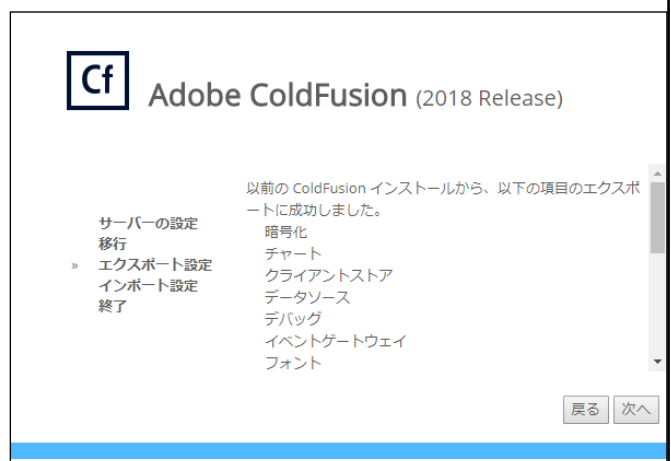 Cf
Adobe ColdFusion (2018 Release)
サーバーの設定
移行
» エクスポート設定
インポート設定
終了
以前の ColdFusion インストールから、以下の項目のエクスポ
ートに成功しました。
暗号化
チャート
クライアントストア
データソース
デバッグ
イベントゲートウェイ
フォント
戻る 次へ